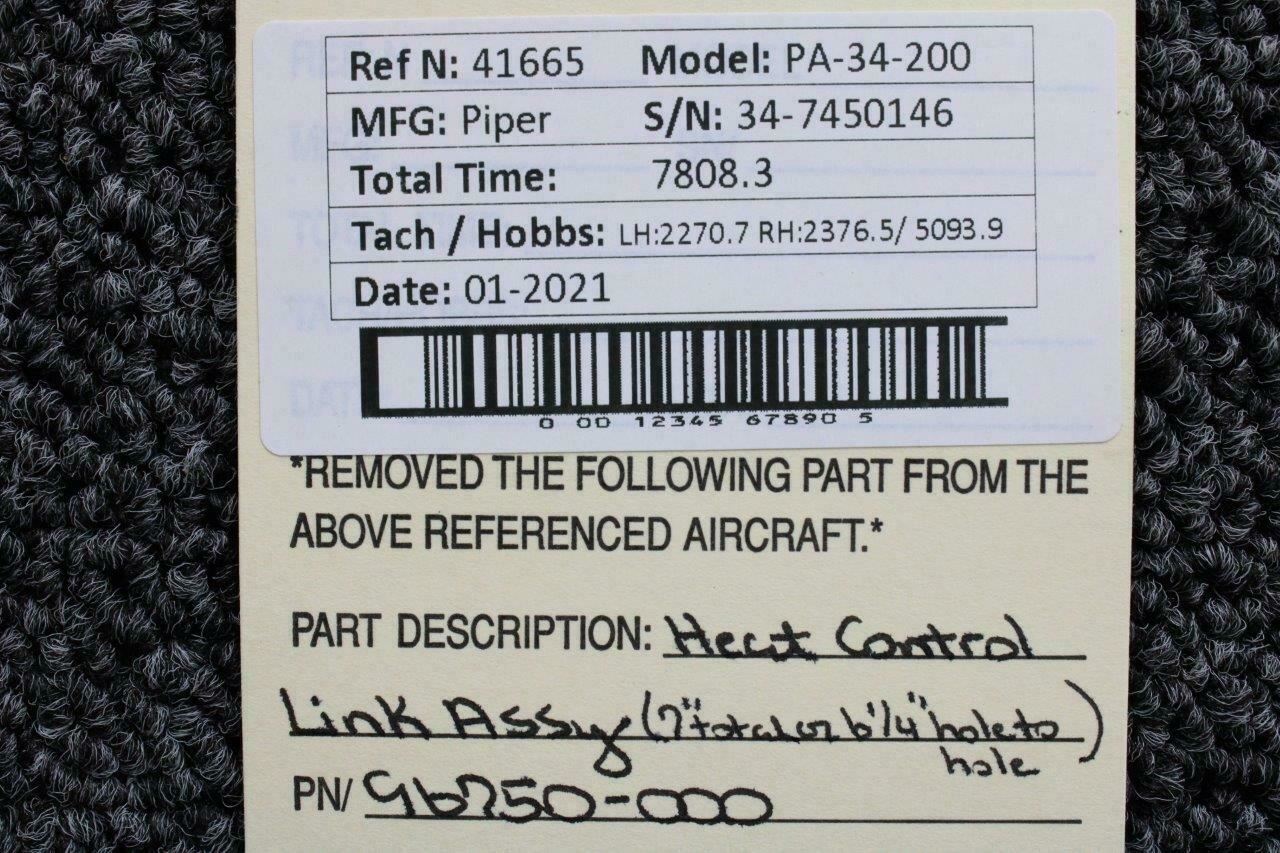 Ref N: 41665 Model: PA-34-200
MFG: Piper S/N: 34-7450146
Total Time: 7808.3
Tach / Hobbs: LH:2270.7 RH:2376.5/ 5093.9
Date: 01-2021
0 00 12345 67890 5
*REMOVED THE FOLLOWING PART FROM THE
ABOVE REFERENCED AIRCRAFT.*
PART DESCRIPTION: Heat Control
Link Assy (7" total or 6 1/4" hole to
hole)
PN/ 96750-000